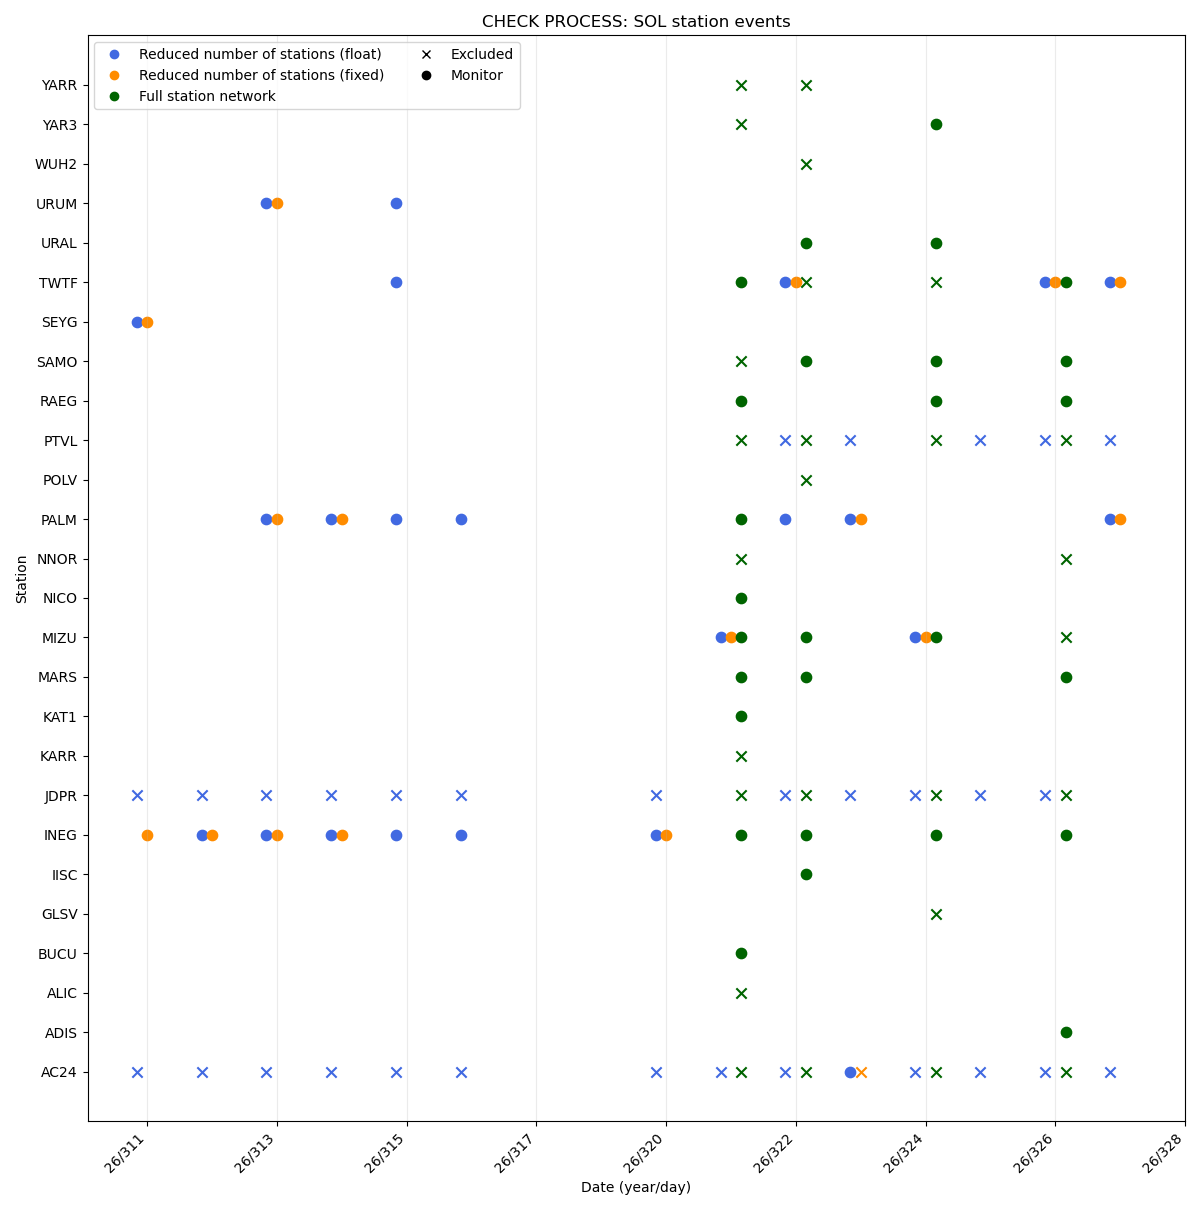 CHECK PROCESS: SOL station events
Reduced number of stations (float)
Reduced number of stations (fixed)
Full station network
Excluded
Monitor
YARR
YAR3
WUH2
URUM
URAL
TWTF
SEYG
SAMO
RAEG
PTVL
POLV
PALM
NNOR
NICO
MIZU
MARS
KAT1
KARR
JDPR
INEG
IISC
GLSV
BUCU
ALIC
ADIS
AC24
Station
26/311
26/313
26/315
26/317
26/320
26/322
26/324
26/326
26/328
Date (year/day)